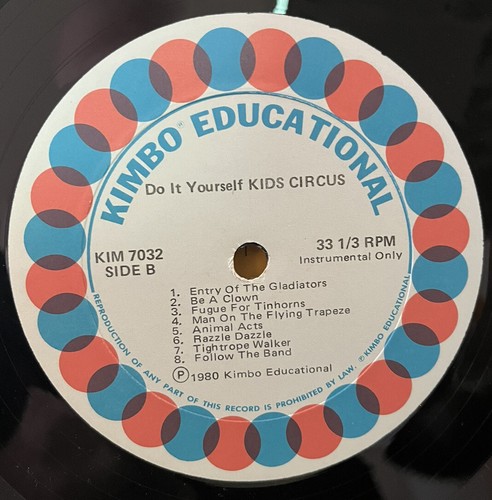 KIMBO® EDUCATIONAL
Do It Yourself KIDS CIRCUS
KIM 7032
SIDE B
33 1/3 RPM
Instrumental Only
1. Entry Of The Gladiators
2. Be A Clown
3. Fugue For Tinhorns
4. Man On The Flying Trapeze
5. Animal Acts
6. Razzle Dazzle
7. Tightrope Walker
8. Follow The Band
℗ 1980 Kimbo Educational
REPRODUCTION OF ANY PART OF THIS RECORD IS PROHIBITED BY LAW. © KIMBO EDUCATIONAL